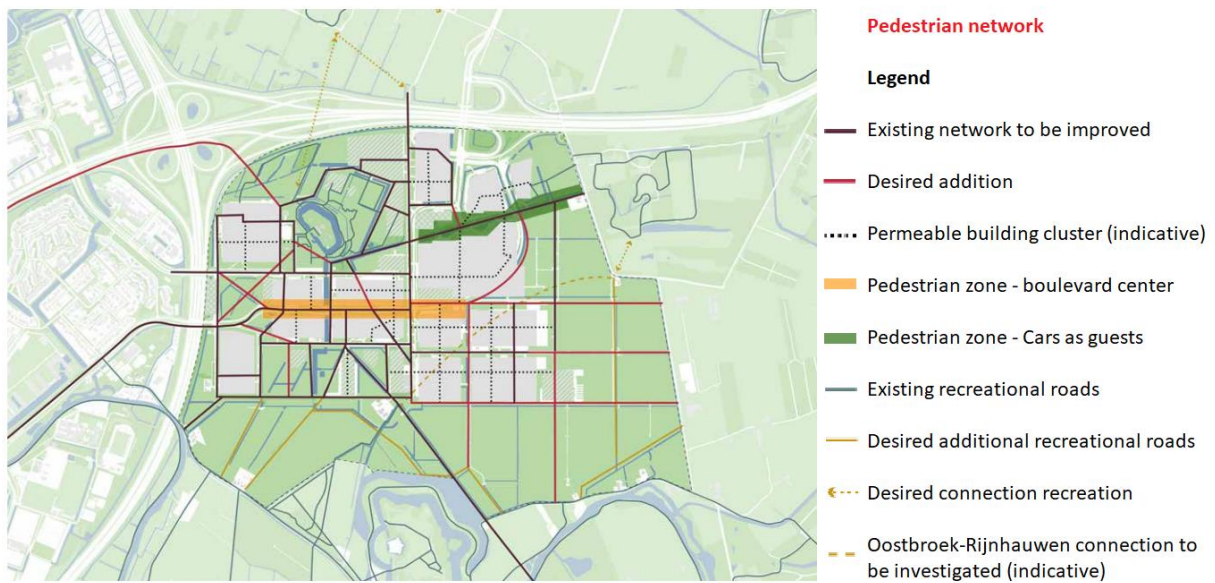 Pedestrian network
Legend
Existing network to be improved
Desired addition
Permeable building cluster (indicative)
Pedestrian zone - boulevard center
Pedestrian zone - Cars as guests
Existing recreational roads
Desired additional recreational roads
Desired connection recreation
Oostbroek-Rijnhauwen connection to
be investigated (indicative)